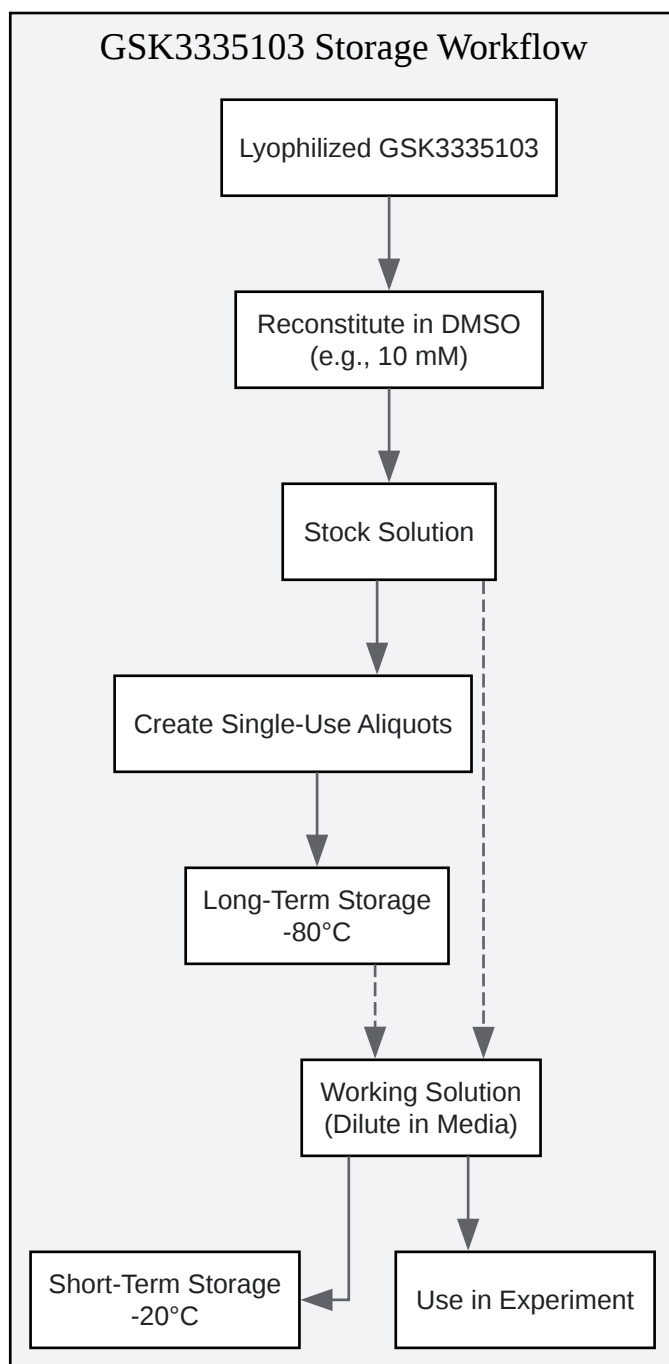 GSK3335103 Storage Workflow
Lyophilized GSK3335103
Reconstitute in DMSO
(e.g., 10 mM)
Stock Solution
Create Single-Use Aliquots
Long-Term Storage
-80°C
Working Solution
(Dilute in Media)
Short-Term Storage
-20°C
Use in Experiment